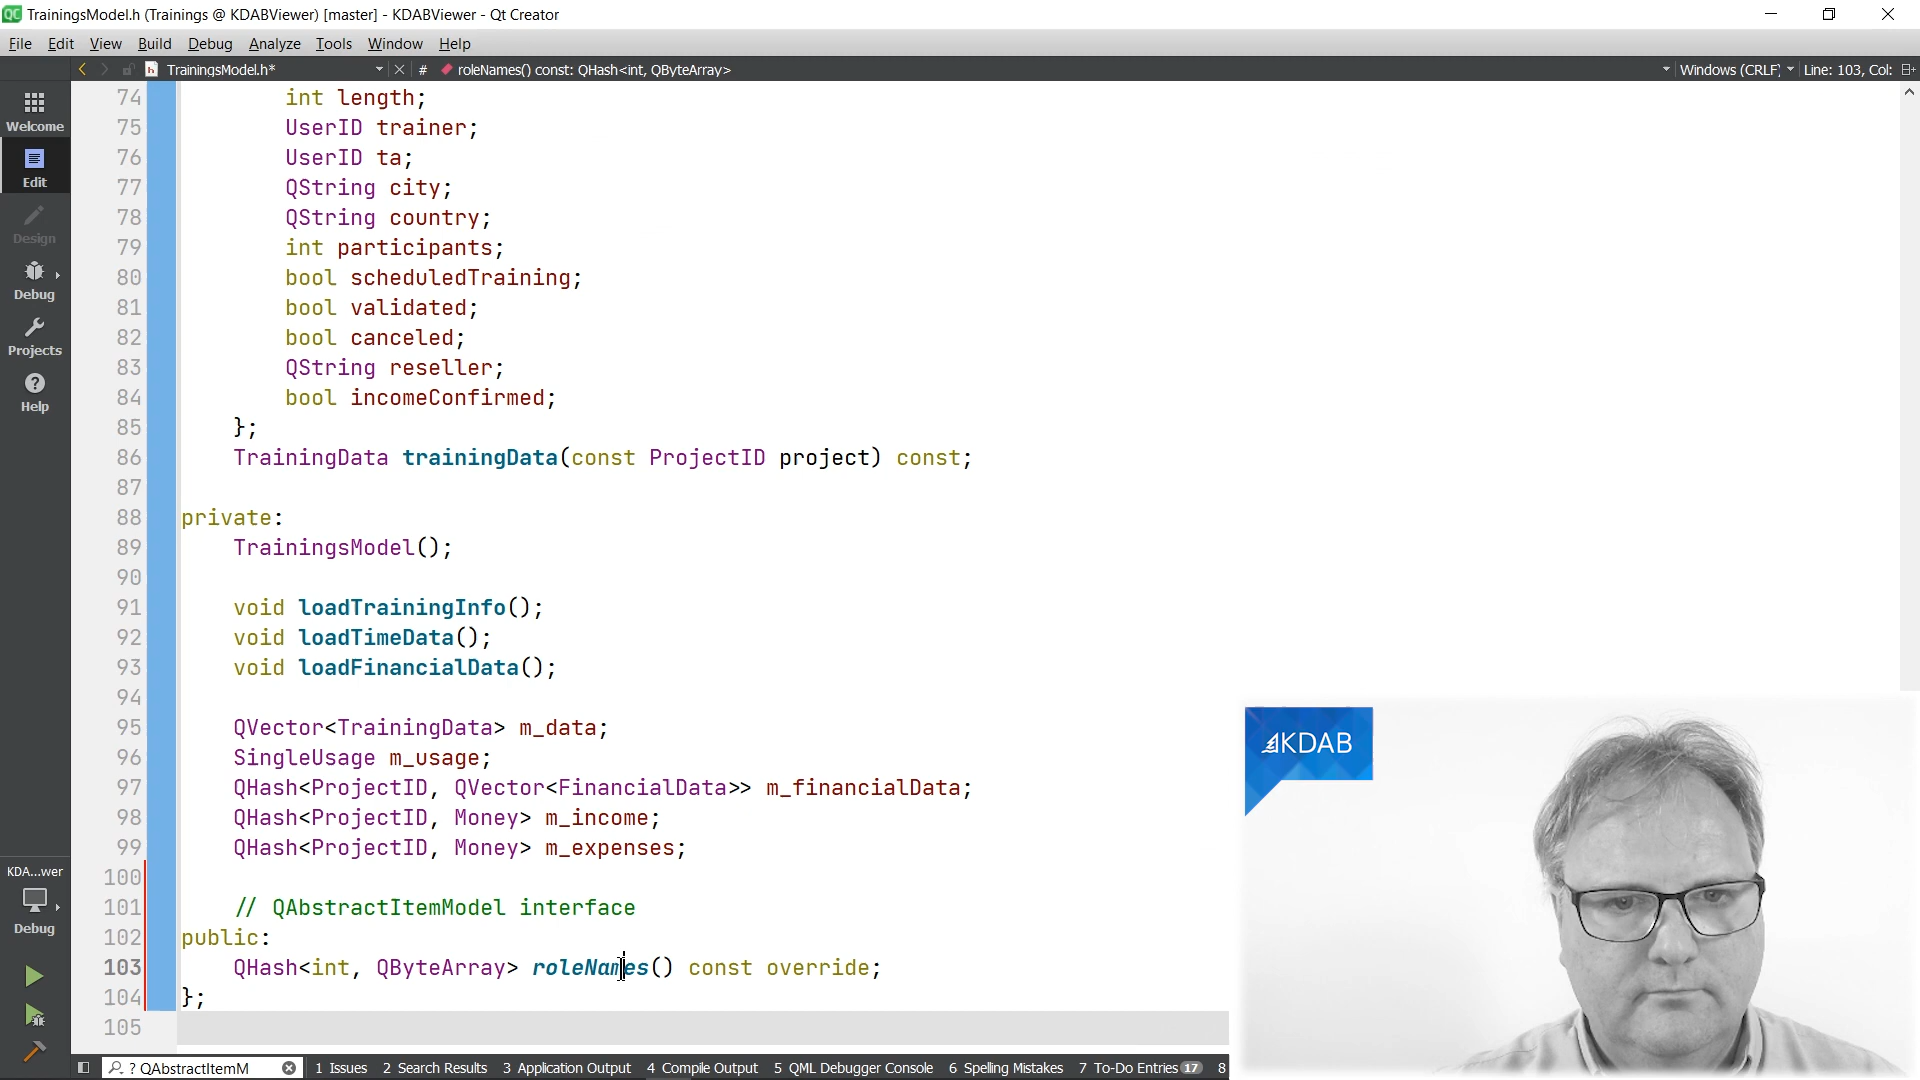 QC TrainingsModel.h (Trainings @ KDABViewer) [master] - KDABViewer - Qt Creator
File Edit View Build Debug Analyze Tools Window Help
h TrainingsModel.h* # roleNames() const: QHash<int, QByteArray> Windows (CRLF) Line: 103, Col:
Welcome
Edit
Design
Debug
Projects
Help
KDA...wer
Debug
74 int length;
75 UserID trainer;
76 UserID ta;
77 QString city;
78 QString country;
79 int participants;
80 bool scheduledTraining;
81 bool validated;
82 bool canceled;
83 QString reseller;
84 bool incomeConfirmed;
85 };
86 TrainingData trainingData(const ProjectID project) const;
87
88 private:
89 TrainingsModel();
90
91 void loadTrainingInfo();
92 void loadTimeData();
93 void loadFinancialData();
94
95 QVector<TrainingData> m_data;
96 SingleUsage m_usage;
97 QHash<ProjectID, QVector<FinancialData>> m_financialData;
98 QHash<ProjectID, Money> m_income;
99 QHash<ProjectID, Money> m_expenses;
100
101 // QAbstractItemModel interface
102 public:
103 QHash<int, QByteArray> roleNames() const override;
104 };
105
KDAB
? QAbstractItemM 1 Issues 2 Search Results 3 Application Output 4 Compile Output 5 QML Debugger Console 6 Spelling Mistakes 7 To-Do Entries 17 8